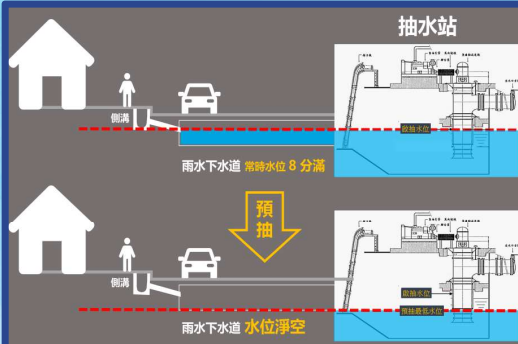 抽水站
側溝
啟抽水位
雨水下水道 常時水位 8 分滿
預
抽
側溝
啟抽水位
預抽最低水位
雨水下水道 水位淨空